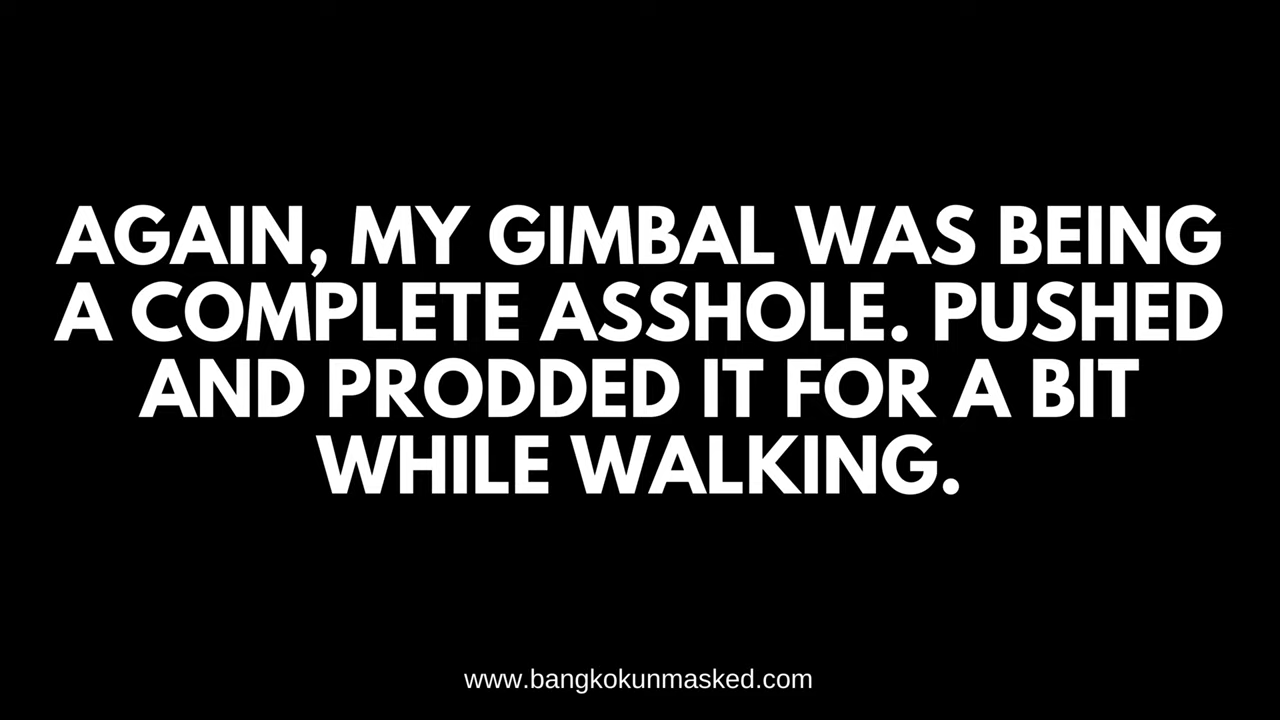 AGAIN, MY GIMBAL WAS BEING
A COMPLETE ASSHOLE. PUSHED
AND PRODDED IT FOR A BIT
WHILE WALKING.
www.bangkokunmasked.com